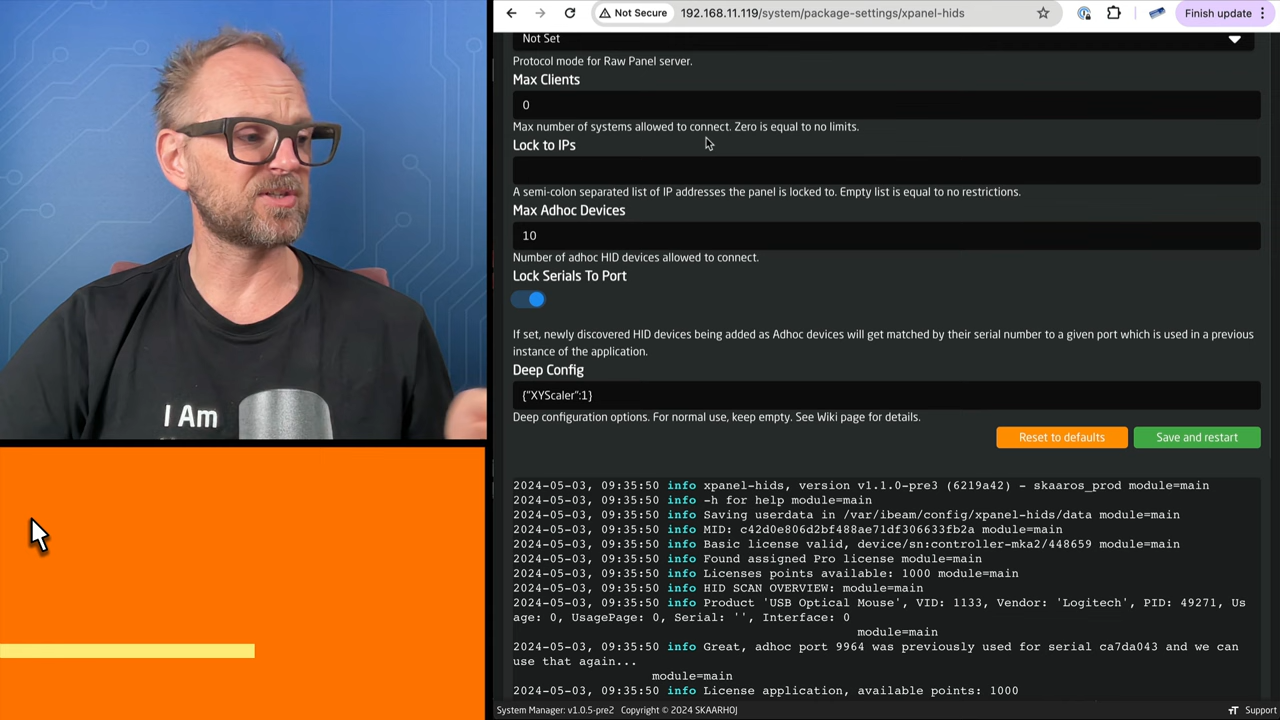 Not Secure
192.168.11.119/system/package-settings/xpanel-hids
Finish update
Not Set
Protocol mode for Raw Panel server.
Max Clients
0
Max number of systems allowed to connect. Zero is equal to no limits.
Lock to IPs
A semi-colon separated list of IP addresses the panel is locked to. Empty list is equal to no restrictions.
Max Adhoc Devices
10
Number of adhoc HID devices allowed to connect.
Lock Serials To Port
If set, newly discovered HID devices being added as Adhoc devices will get matched by their serial number to a given port which is used in a previous
instance of the application.
Deep Config
{"XYScaler":1}
Deep configuration options. For normal use, keep empty. See Wiki page for details.
Reset to defaults
Save and restart
2024-05-03, 09:35:50 info xpanel-hids, version v1.1.0-pre3 (6219a42) - skaaros_prod module=main
2024-05-03, 09:35:50 info -h for help module=main
2024-05-03, 09:35:50 info Saving userdata in /var/ibeam/config/xpanel-hids/data module=main
2024-05-03, 09:35:50 info MID: c42d0e806d2bf488ae71df306633fb2a module=main
2024-05-03, 09:35:50 info Basic license valid, device/sn:controller-mka2/448659 module=main
2024-05-03, 09:35:50 info Found assigned Pro license module=main
2024-05-03, 09:35:50 info Licenses points available: 1000 module=main
2024-05-03, 09:35:50 info HID SCAN OVERVIEW: module=main
2024-05-03, 09:35:50 info Product 'USB Optical Mouse', VID: 1133, Vendor: 'Logitech', PID: 49271, Us
age: 0, UsagePage: 0, Serial: '', Interface: 0
module=main
2024-05-03, 09:35:50 info Great, adhoc port 9964 was previously used for serial ca7da043 and we can
use that again...
module=main
2024-05-03, 09:35:50 info License application, available points: 1000
System Manager: v1.0.5-pre2 Copyright © 2024 SKAARHOJ
TT Support
I Am